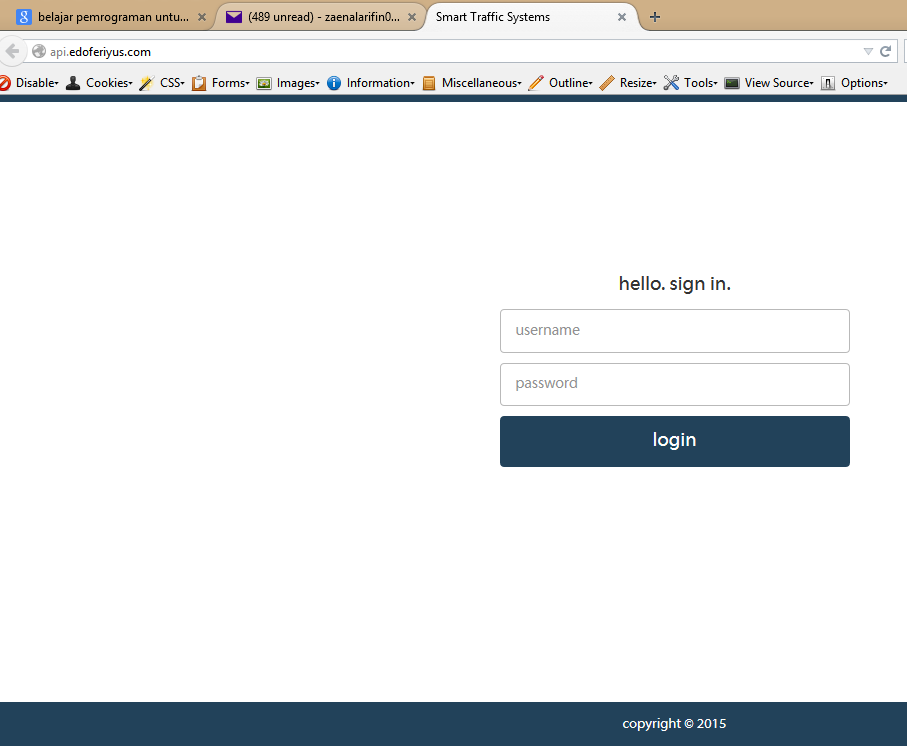 belajar pemrograman untu...
(489 unread) - zaenalarifin0...
Smart Traffic Systems
api.edoferiyus.com
Disable Cookies CSS Forms Images Information Miscellaneous Outline Resize Tools View Source Options
hello. sign in.
username
password
login
copyright © 2015